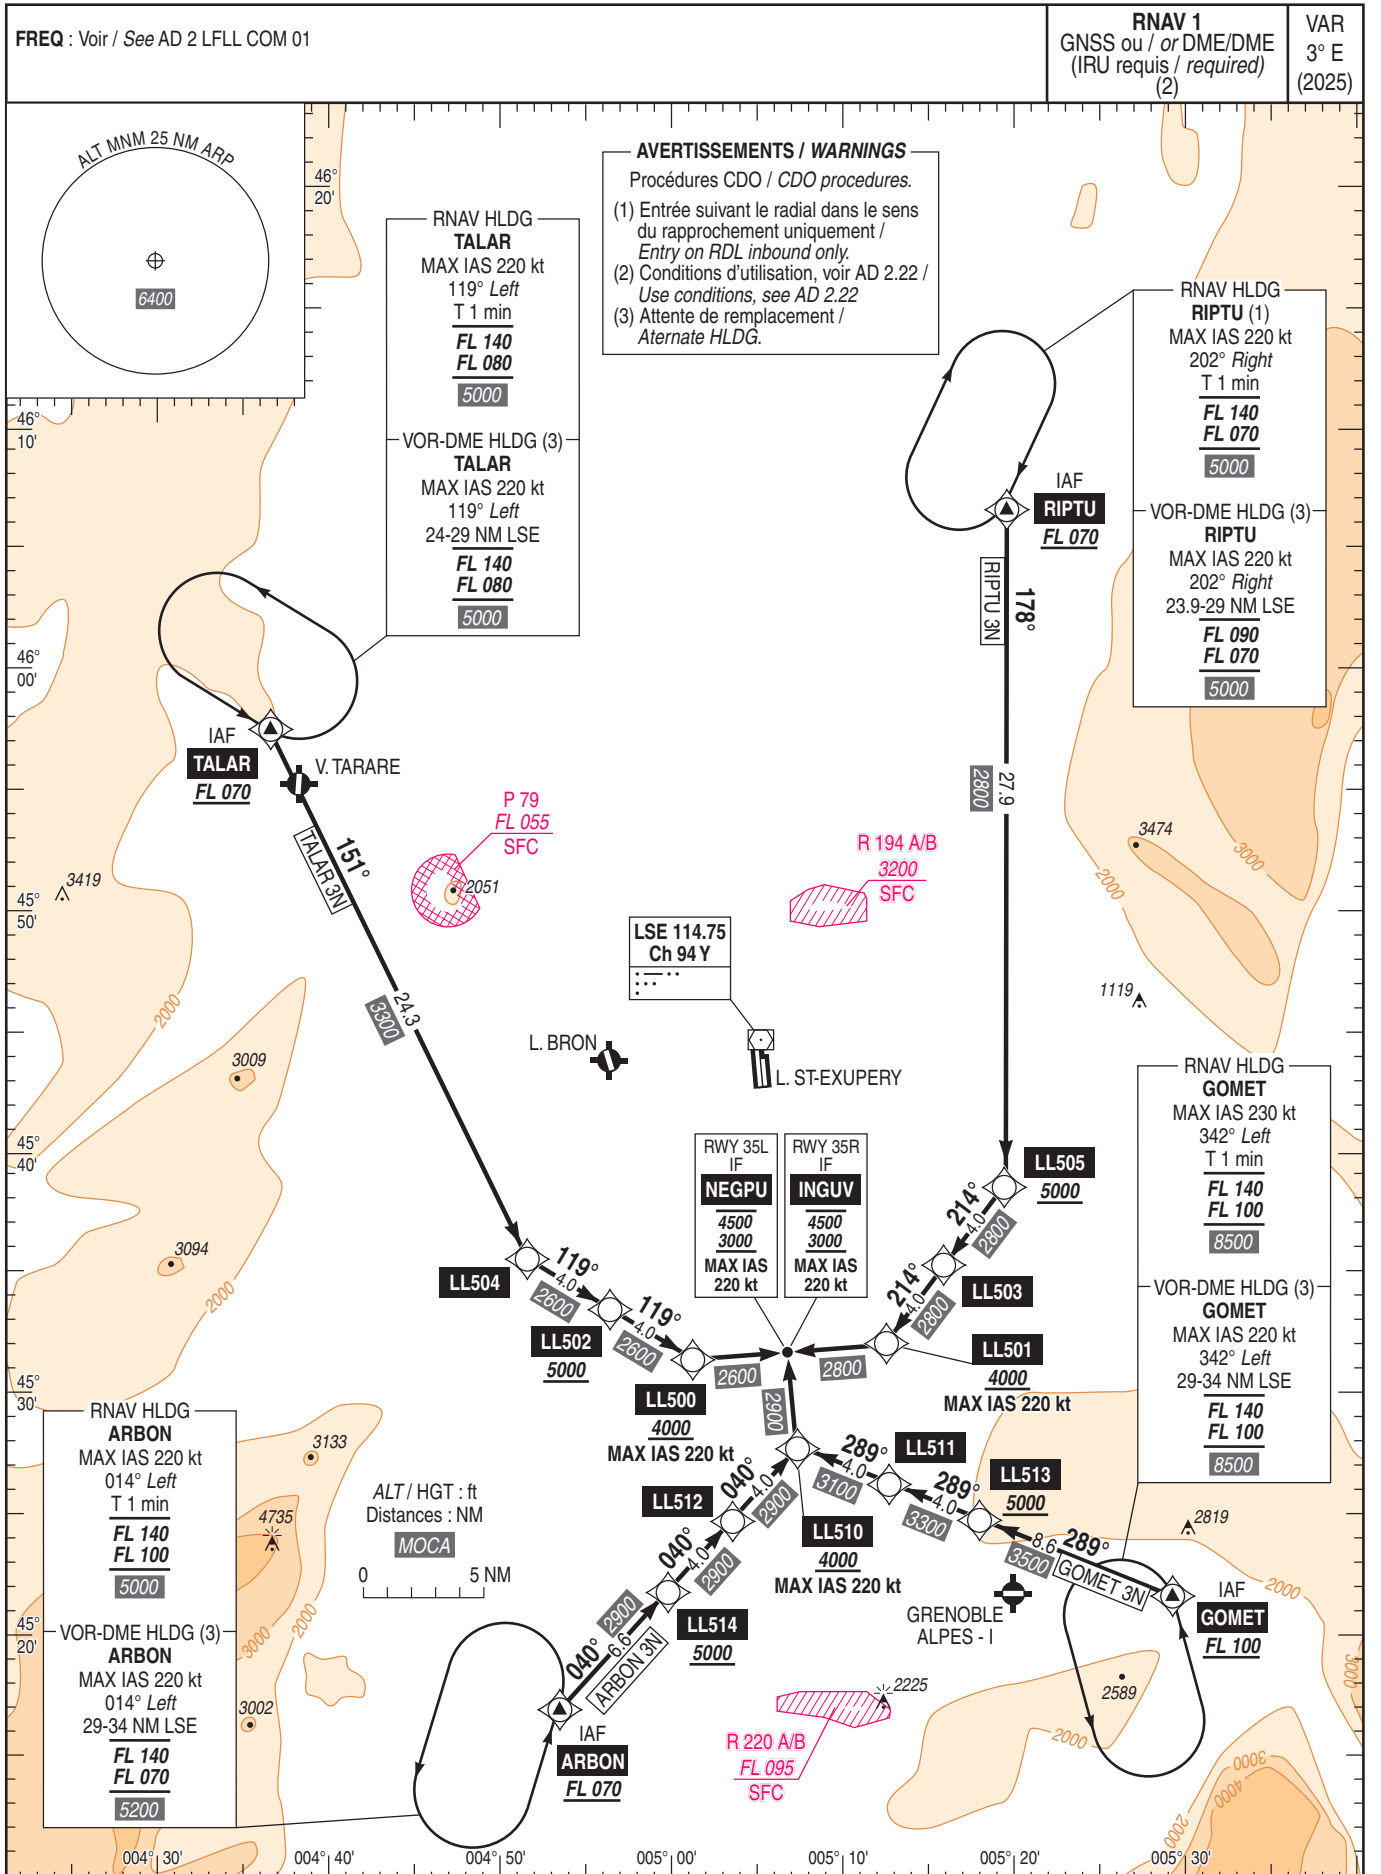 FREQ : Voir / See AD 2 LFLL COM 01
RNAV 1
GNSS ou / or DME/DME
(IRU requis / required)
(2)
VAR
3° E
(2025)
ALT MNM 25 NM ARP
6400
46°
20'
AVERTISSEMENTS / WARNINGS
Procédures CDO / CDO procedures.
(1) Entrée suivant le radial dans le sens
du rapprochement uniquement /
Entry on RDL inbound only.
(2) Conditions d'utilisation, voir AD 2.22 /
Use conditions, see AD 2.22
(3) Attente de remplacement /
Aternate HLDG.
RNAV HLDG
TALAR
MAX IAS 220 kt
119° Left
T 1 min
FL 140
FL 080
5000
VOR-DME HLDG (3)
TALAR
MAX IAS 220 kt
119° Left
24-29 NM LSE
FL 140
FL 080
5000
RNAV HLDG
RIPTU (1)
MAX IAS 220 kt
202° Right
T 1 min
FL 140
FL 070
5000
VOR-DME HLDG (3)
RIPTU
MAX IAS 220 kt
202° Right
23.9-29 NM LSE
FL 090
FL 070
5000
46°
10'
IAF
RIPTU
FL 070
RIPTU 3N
178°
27.9
2800
46°
00'
IAF
TALAR
FL 070
V. TARARE
TALAR 3N
151°
24.3
3300
P 79
FL 055
SFC
2051
R 194 A/B
3200
SFC
3474
3000
2000
3419
45°
50'
LSE 114.75
Ch 94 Y
1119
2000
L. BRON
L. ST-EXUPERY
3009
RNAV HLDG
GOMET
MAX IAS 230 kt
342° Left
T 1 min
FL 140
FL 100
8500
VOR-DME HLDG (3)
GOMET
MAX IAS 220 kt
342° Left
29-34 NM LSE
FL 140
FL 100
8500
45°
40'
RWY 35L
IF
NEGPU
4500
3000
MAX IAS
220 kt
RWY 35R
IF
INGUV
4500
3000
MAX IAS
220 kt
LL505
5000
214°
4.0
2800
LL503
214°
4.0
2800
LL501
4000
MAX IAS 220 kt
2800
3094
2000
LL504
119°
4.0
2600
LL502
5000
119°
4.0
2600
LL500
4000
MAX IAS 220 kt
2600
2900
45°
30'
RNAV HLDG
ARBON
MAX IAS 220 kt
014° Left
T 1 min
FL 140
FL 100
5000
VOR-DME HLDG (3)
ARBON
MAX IAS 220 kt
014° Left
29-34 NM LSE
FL 140
FL 070
5200
3133
4735
2000
3000
3002
ALT / HGT : ft
Distances : NM
MOCA
0 5 NM
LL511
289°
4.0
3100
LL513
5000
289°
4.0
3300
LL510
4000
MAX IAS 220 kt
LL512
040°
4.0
2900
040°
4.0
2900
LL514
5000
2900
040°
6.6
ARBON 3N
IAF
ARBON
FL 070
289°
8.6
3500
GOMET 3N
2819
2000
GRENOBLE
ALPES - I
IAF
GOMET
FL 100
45°
20'
2225
2589
2000
R 220 A/B
FL 095
SFC
3000
3000
4000
2000
004° 30'
004° 40'
004° 50'
005° 00'
005° 10'
005° 20'
005° 30'